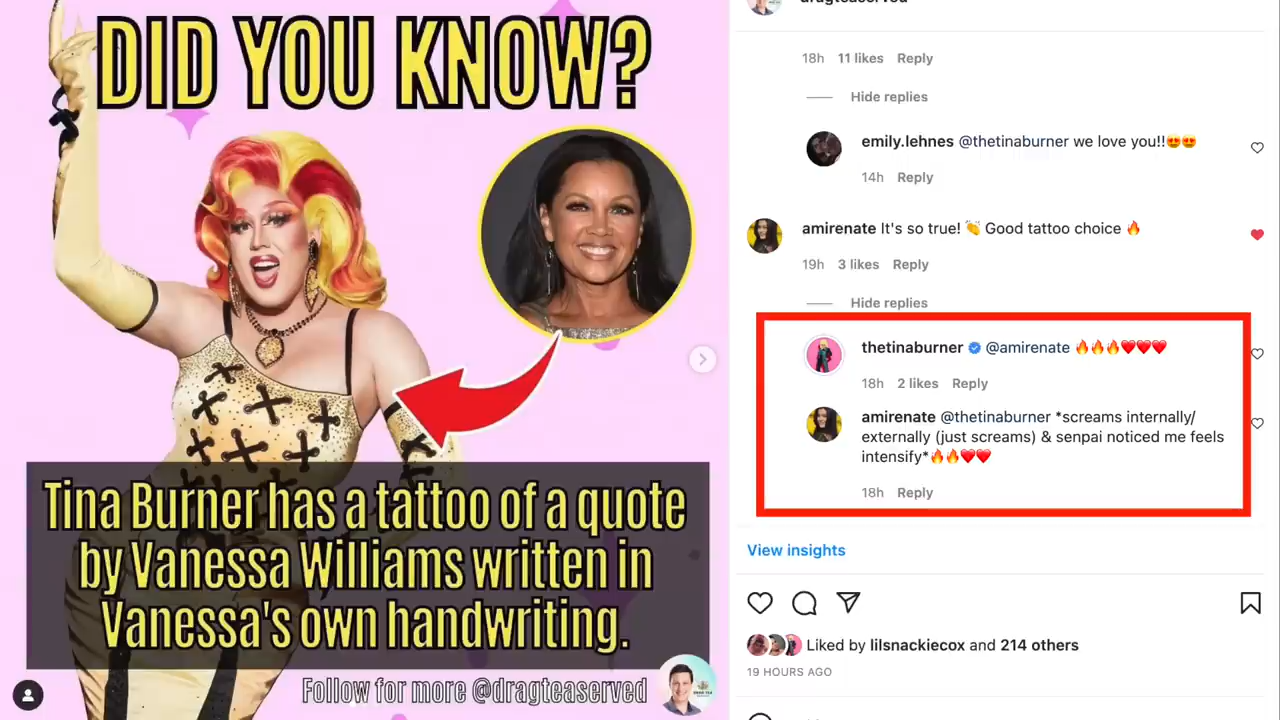 DID YOU KNOW?
Tina Burner has a tattoo of a quote
by Vanessa Williams written in
Vanessa's own handwriting.
Follow for more @dragteaserved
dragteaserved
18h 11 likes Reply
Hide replies
emily.lehnes @thetinaburner we love you!!😍😍
14h Reply
amirenate It's so true! 👏 Good tattoo choice 🔥
19h 3 likes Reply
Hide replies
thetinaburner @amirenate 🔥🔥🔥❤️❤️❤️
18h 2 likes Reply
amirenate @thetinaburner *screams internally/
externally (just screams) & senpai noticed me feels
intensify*🔥🔥❤️❤️
18h Reply
View insights
Liked by lilsnackiecox and 214 others
19 HOURS AGO